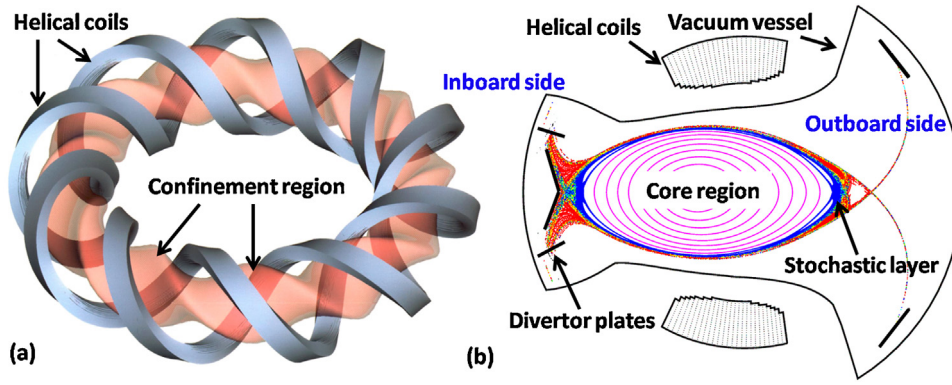 Helical coils
Confinement region
(a)
Helical coils
Vacuum vessel
Inboard side
Outboard side
Core region
Stochastic layer
Divertor plates
(b)